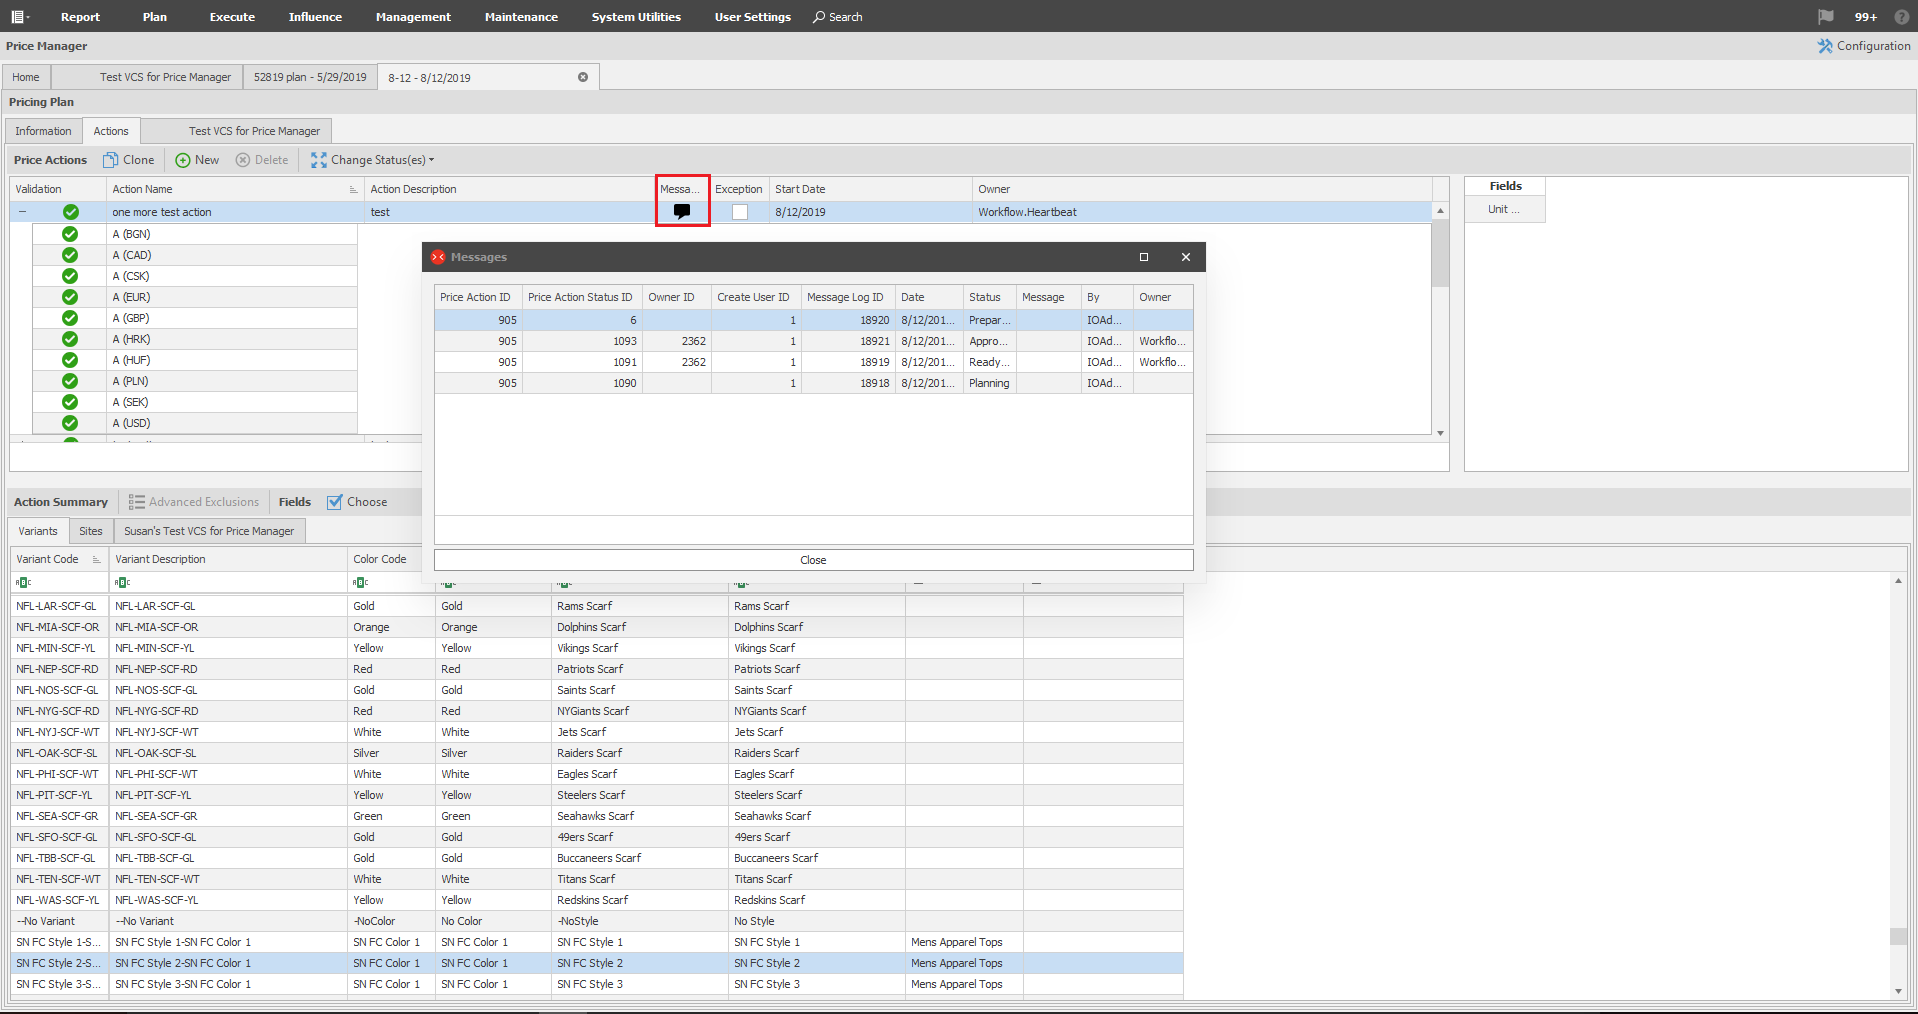 Report Plan Execute Influence Management Maintenance System Utilities User Settings Search 99+ ?
Price Manager Configuration
Home Test VCS for Price Manager 52819 plan - 5/29/2019 8-12 - 8/12/2019
Pricing Plan
Information Actions Test VCS for Price Manager
Price Actions Clone New Delete Change Status(es)
Validation Action Name Action Description Messa... Exception Start Date Owner
one more test action test 8/12/2019 Workflow.Heartbeat
A (BGN)
A (CAD)
A (CSK)
A (EUR)
A (GBP)
A (HRK)
A (HUF)
A (PLN)
A (SEK)
A (USD)
Fields
Unit ...
Messages
Price Action ID Price Action Status ID Owner ID Create User ID Message Log ID Date Status Message By Owner
905 6 1 18920 8/12/201... Prepar... IOAd...
905 1093 2362 1 18921 8/12/201... Appro... IOAd... Workflo...
905 1091 2362 1 18919 8/12/201... Ready... IOAd... Workflo...
905 1090 1 18918 8/12/201... Planning IOAd...
Close
Action Summary Advanced Exclusions Fields Choose
Variants Sites Susan's Test VCS for Price Manager
Variant Code Variant Description Color Code
NFL-LAR-SCF-GL NFL-LAR-SCF-GL Gold Gold Rams Scarf Rams Scarf
NFL-MIA-SCF-OR NFL-MIA-SCF-OR Orange Orange Dolphins Scarf Dolphins Scarf
NFL-MIN-SCF-YL NFL-MIN-SCF-YL Yellow Yellow Vikings Scarf Vikings Scarf
NFL-NEP-SCF-RD NFL-NEP-SCF-RD Red Red Patriots Scarf Patriots Scarf
NFL-NOS-SCF-GL NFL-NOS-SCF-GL Gold Gold Saints Scarf Saints Scarf
NFL-NYG-SCF-RD NFL-NYG-SCF-RD Red Red NYGiants Scarf NYGiants Scarf
NFL-NYJ-SCF-WT NFL-NYJ-SCF-WT White White Jets Scarf Jets Scarf
NFL-OAK-SCF-SL NFL-OAK-SCF-SL Silver Silver Raiders Scarf Raiders Scarf
NFL-PHI-SCF-WT NFL-PHI-SCF-WT White White Eagles Scarf Eagles Scarf
NFL-PIT-SCF-YL NFL-PIT-SCF-YL Yellow Yellow Steelers Scarf Steelers Scarf
NFL-SEA-SCF-GR NFL-SEA-SCF-GR Green Green Seahawks Scarf Seahawks Scarf
NFL-SFO-SCF-GL NFL-SFO-SCF-GL Gold Gold 49ers Scarf 49ers Scarf
NFL-TBB-SCF-GL NFL-TBB-SCF-GL Gold Gold Buccaneers Scarf Buccaneers Scarf
NFL-TEN-SCF-WT NFL-TEN-SCF-WT White White Titans Scarf Titans Scarf
NFL-WAS-SCF-YL NFL-WAS-SCF-YL Yellow Yellow Redskins Scarf Redskins Scarf
--No Variant --No Variant -NoColor No Color -NoStyle No Style
SN FC Style 1-S... SN FC Style 1-SN FC Color 1 SN FC Color 1 SN FC Color 1 SN FC Style 1 SN FC Style 1 Mens Apparel Tops
SN FC Style 2-S... SN FC Style 2-SN FC Color 1 SN FC Color 1 SN FC Color 1 SN FC Style 2 SN FC Style 2 Mens Apparel Tops
SN FC Style 3-S... SN FC Style 3-SN FC Color 1 SN FC Color 1 SN FC Color 1 SN FC Style 3 SN FC Style 3 Mens Apparel Tops